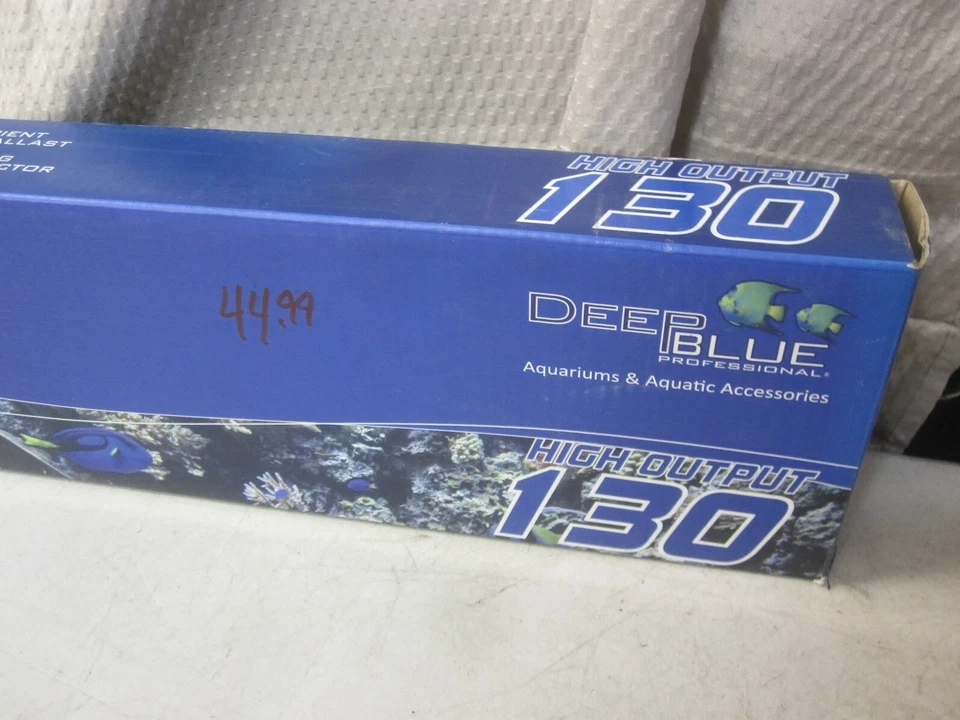 HIGH OUTPUT
130
44.99
DEEP BLUE
PROFESSIONAL®
Aquariums & Aquatic Accessories
HIGH OUTPUT
130